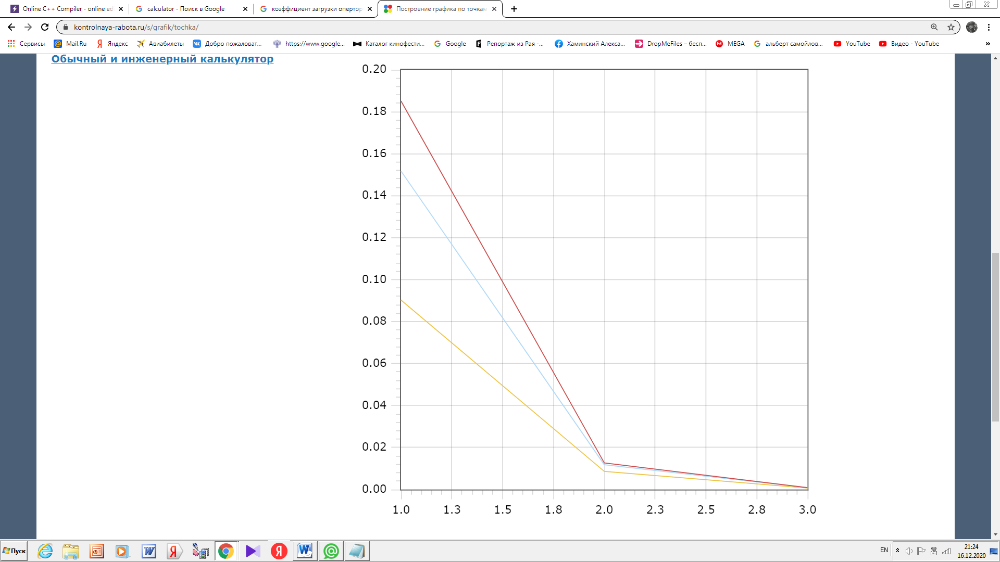 Online C++ Compiler - online ed
calculator - Поиск в Google
коэффициент загрузки опертор
Построение графика по точкам
kontrolnaya-rabota.ru/s/grafik/tochka/
Сервисы Mail.Ru Яндекс Авиабилеты Добро пожаловат... https://www.google... Каталог кинофести... Google Репортаж из Рая -... Хаминский Алекса... DropMeFiles – бесп... MEGA альберт самойлов... YouTube Видео - YouTube »
Обычный и инженерный калькулятор
0.20
0.18
0.16
0.14
0.12
0.10
0.08
0.06
0.04
0.02
0.00
1.0 1.3 1.5 1.8 2.0 2.3 2.5 2.8 3.0
Пуск
EN
21:24
16.12.2020